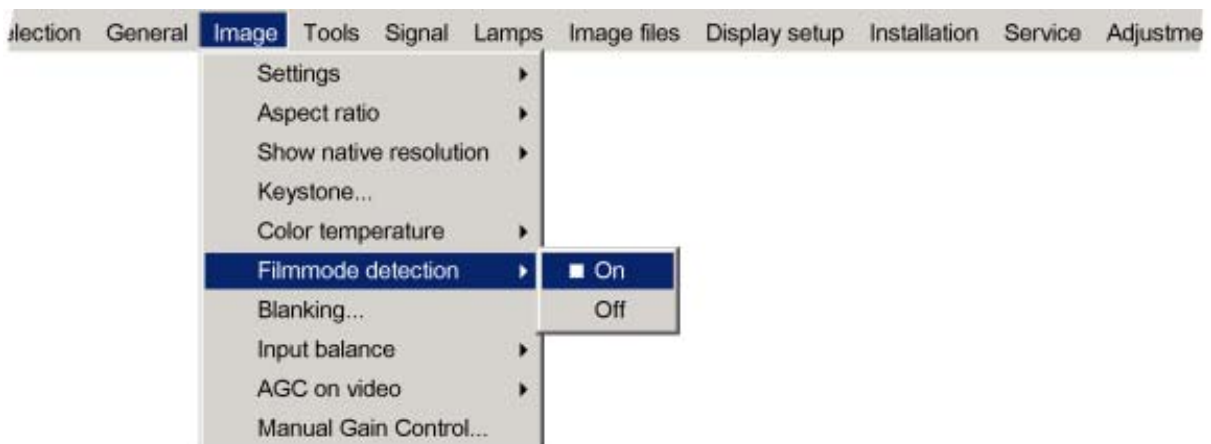 lection General Image Tools Signal Lamps Image files Display setup Installation Service Adjustme
Settings
Aspect ratio
Show native resolution
Keystone...
Color temperature
Filmmode detection
On
Off
Blanking...
Input balance
AGC on video
Manual Gain Control...